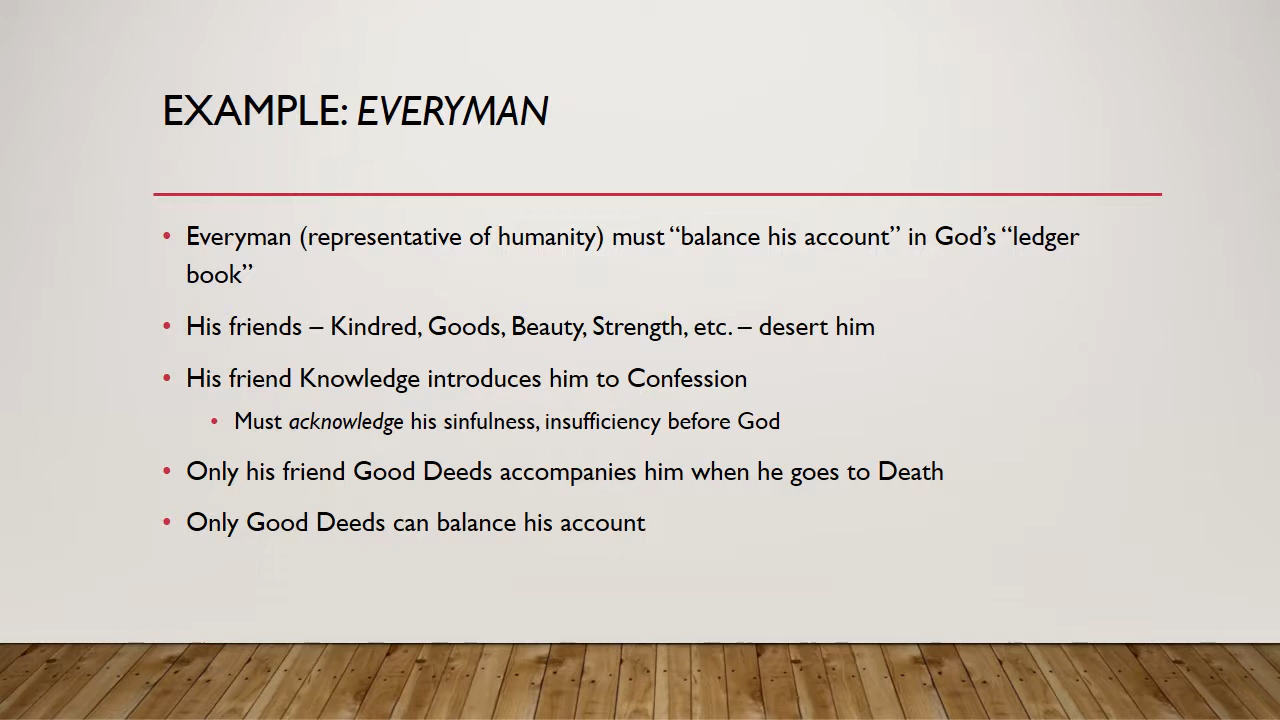 EXAMPLE: EVERYMAN
• Everyman (representative of humanity) must “balance his account” in God’s “ledger
book”
• His friends – Kindred, Goods, Beauty, Strength, etc. – desert him
• His friend Knowledge introduces him to Confession
• Must acknowledge his sinfulness, insufficiency before God
• Only his friend Good Deeds accompanies him when he goes to Death
• Only Good Deeds can balance his account